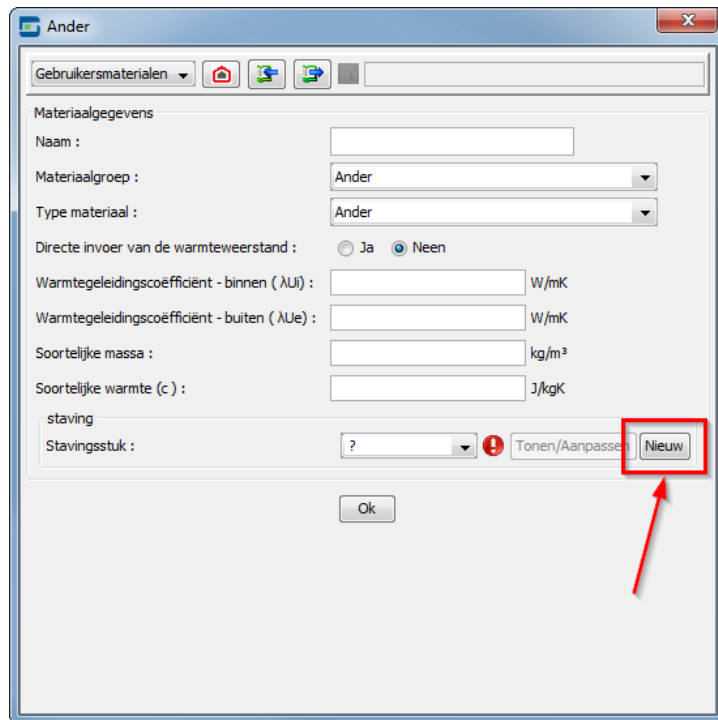 Ander
Gebruikersmaterialen
Materiaalgegevens
Naam :
Materiaalgroep : Ander
Type materiaal : Ander
Directe invoer van de warmteweerstand : Ja Neen
Warmtegeleidingscoëfficiënt - binnen ( λUi) : W/mK
Warmtegeleidingscoëfficiënt - buiten ( λUe) : W/mK
Soortelijke massa : kg/m³
Soortelijke warmte (c ) : J/kgK
staving
Stavingsstuk : ? Tonen/Aanpassen Nieuw
Ok